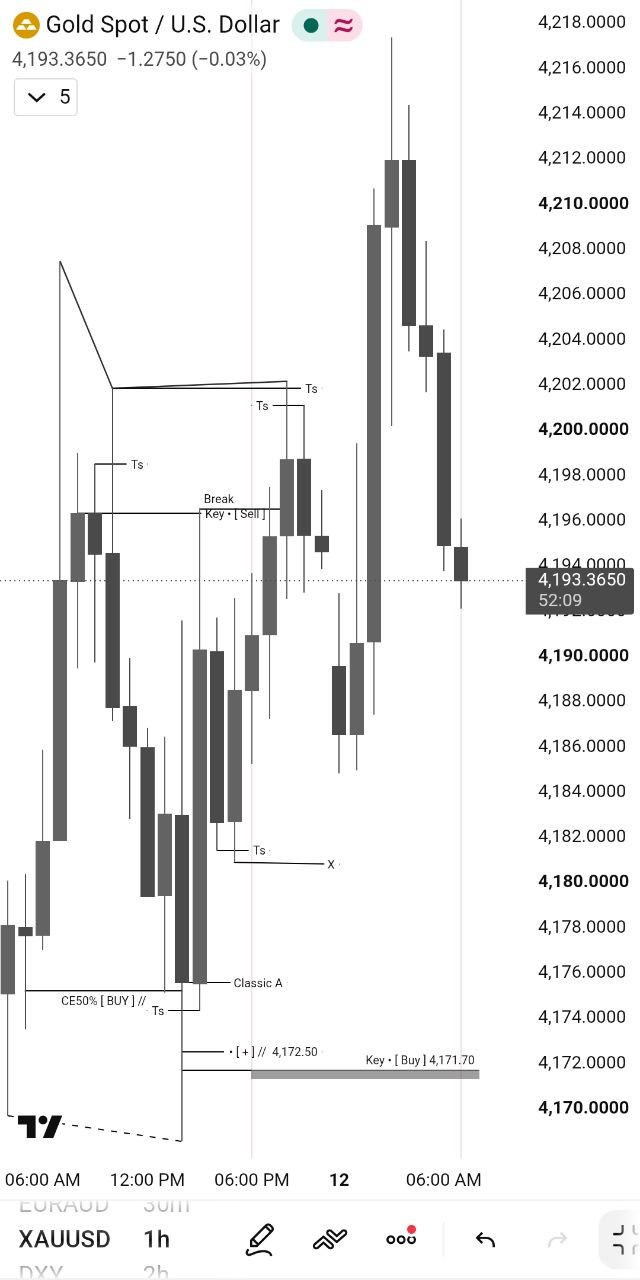 Gold Spot / U.S. Dollar
4,193.3650 −1.2750 (−0.03%)
5
4,218.0000
4,216.0000
4,214.0000
4,212.0000
4,210.0000
4,208.0000
4,206.0000
4,204.0000
4,202.0000
4,200.0000
4,198.0000
4,196.0000
4,194.0000
4,193.3650
52:09
4,190.0000
4,188.0000
4,186.0000
4,184.0000
4,182.0000
4,180.0000
4,178.0000
4,176.0000
4,174.0000
4,172.0000
4,170.0000
Ts
Ts
Ts
Break
Key • [ Sell ]
Ts
X
Classic A
CE50% [ BUY ] //
Ts
• [ + ] // 4,172.50
Key • [ Buy ] 4,171.70
06:00 AM 12:00 PM 06:00 PM 12 06:00 AM
EURAUD 30m
XAUUSD 1h
DXY 2h